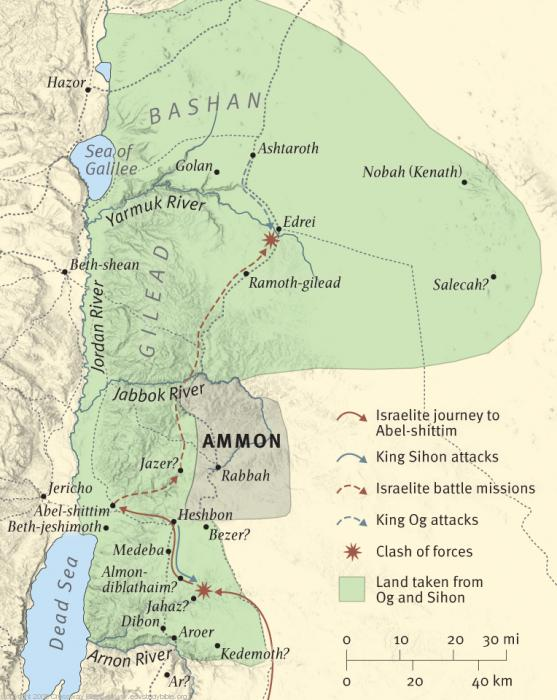 Hazor
BASHAN
Sea of
Galilee
Golan
Ashtaroth
Nobah (Kenath)
Yarmuk River
Edrei
Beth-shean
GILEAD
Ramoth-gilead
Salecah?
Jordan River
Jabbok River
AMMON
Jazer?
Rabbah
Jericho
Abel-shittim
Beth-jeshimoth
Heshbon
Bezer?
Medeba
Almon-
diblathaim?
Jahaz?
Dead Sea
Dibon
Aroer
Arnon River
Kedemoth?
Ar?
Israelite journey to
Abel-shittim
King Sihon attacks
Israelite battle missions
King Og attacks
Clash of forces
Land taken from
Og and Sihon
0 10 20 30 mi
0 20 40 km